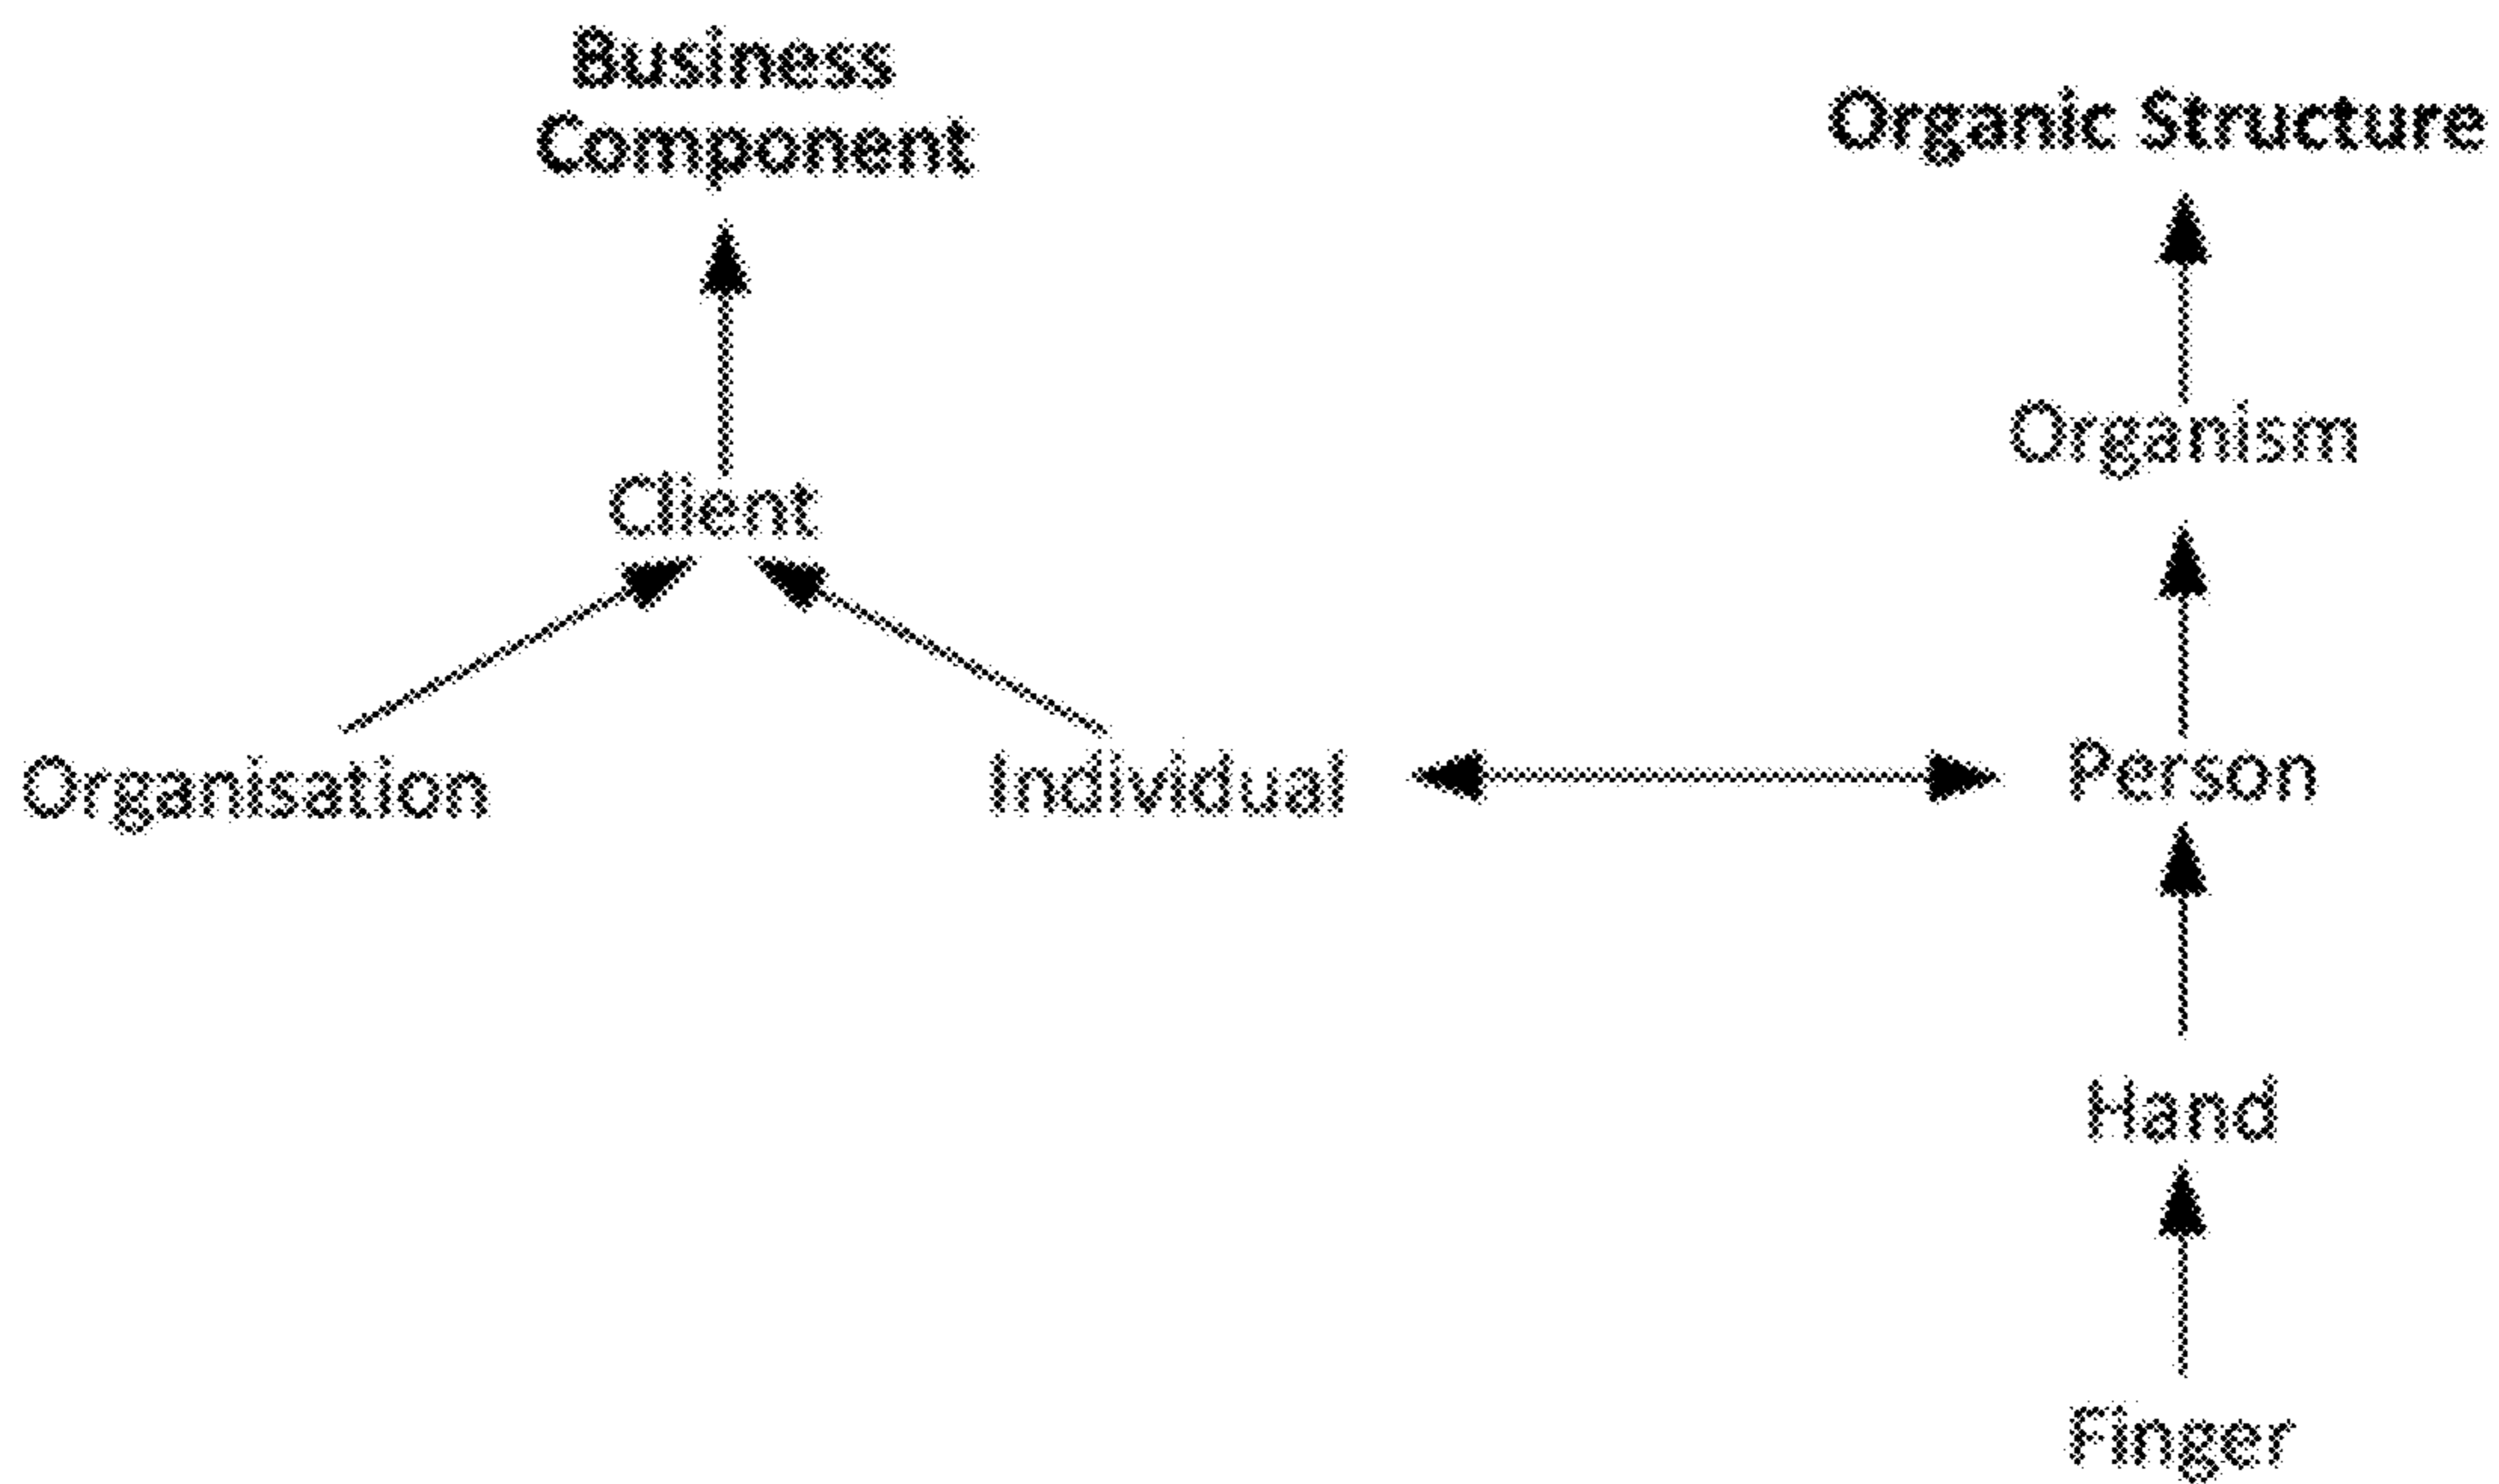 Business
Component
Organic Structure
Client
Organism
Organisation
Individual
Person
Hand
Finger